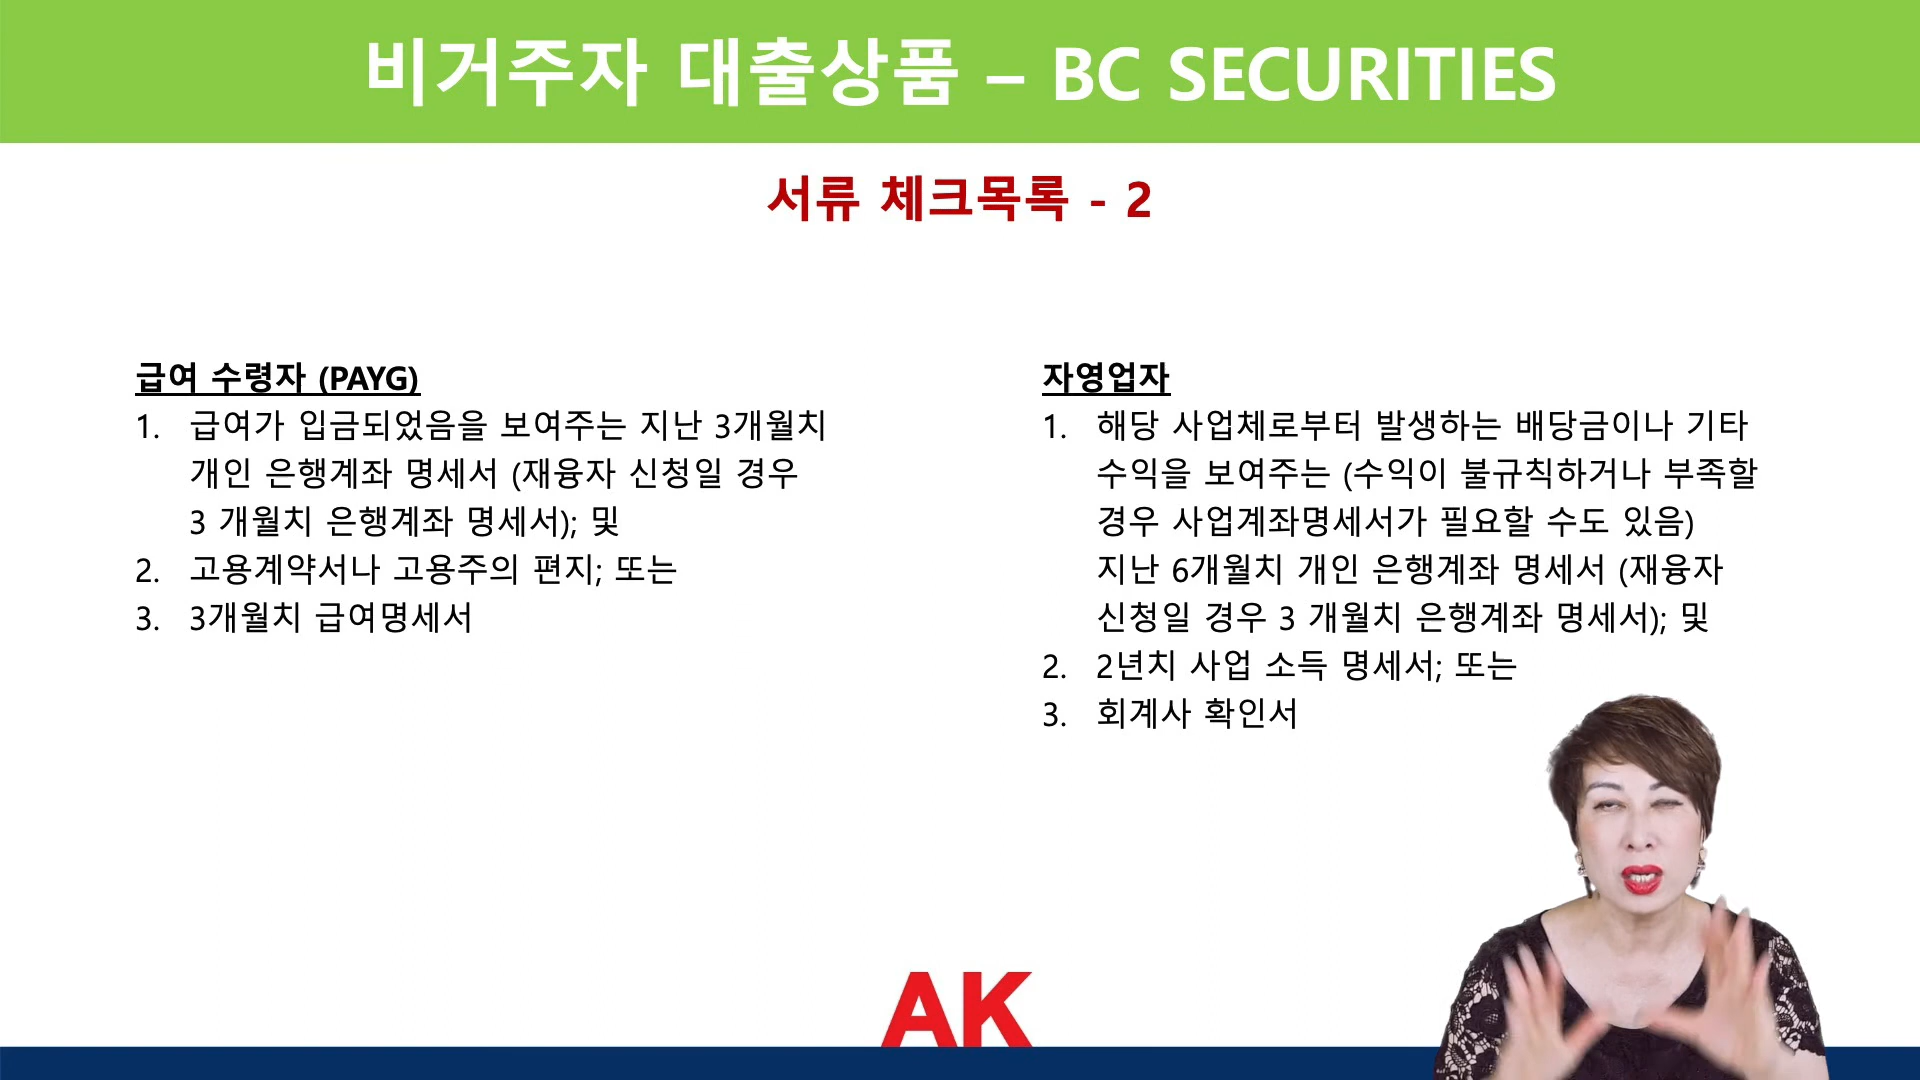 비거주자 대출상품 – BC SECURITIES
서류 체크목록 - 2
급여 수령자 (PAYG)
1. 급여가 입금되었음을 보여주는 지난 3개월치
개인 은행계좌 명세서 (재융자 신청일 경우
3 개월치 은행계좌 명세서); 및
2. 고용계약서나 고용주의 편지; 또는
3. 3개월치 급여명세서
자영업자
1. 해당 사업체로부터 발생하는 배당금이나 기타
수익을 보여주는 (수익이 불규칙하거나 부족할
경우 사업계좌명세서가 필요할 수도 있음)
지난 6개월치 개인 은행계좌 명세서 (재융자
신청일 경우 3 개월치 은행계좌 명세서); 및
2. 2년치 사업 소득 명세서; 또는
3. 회계사 확인서
AK